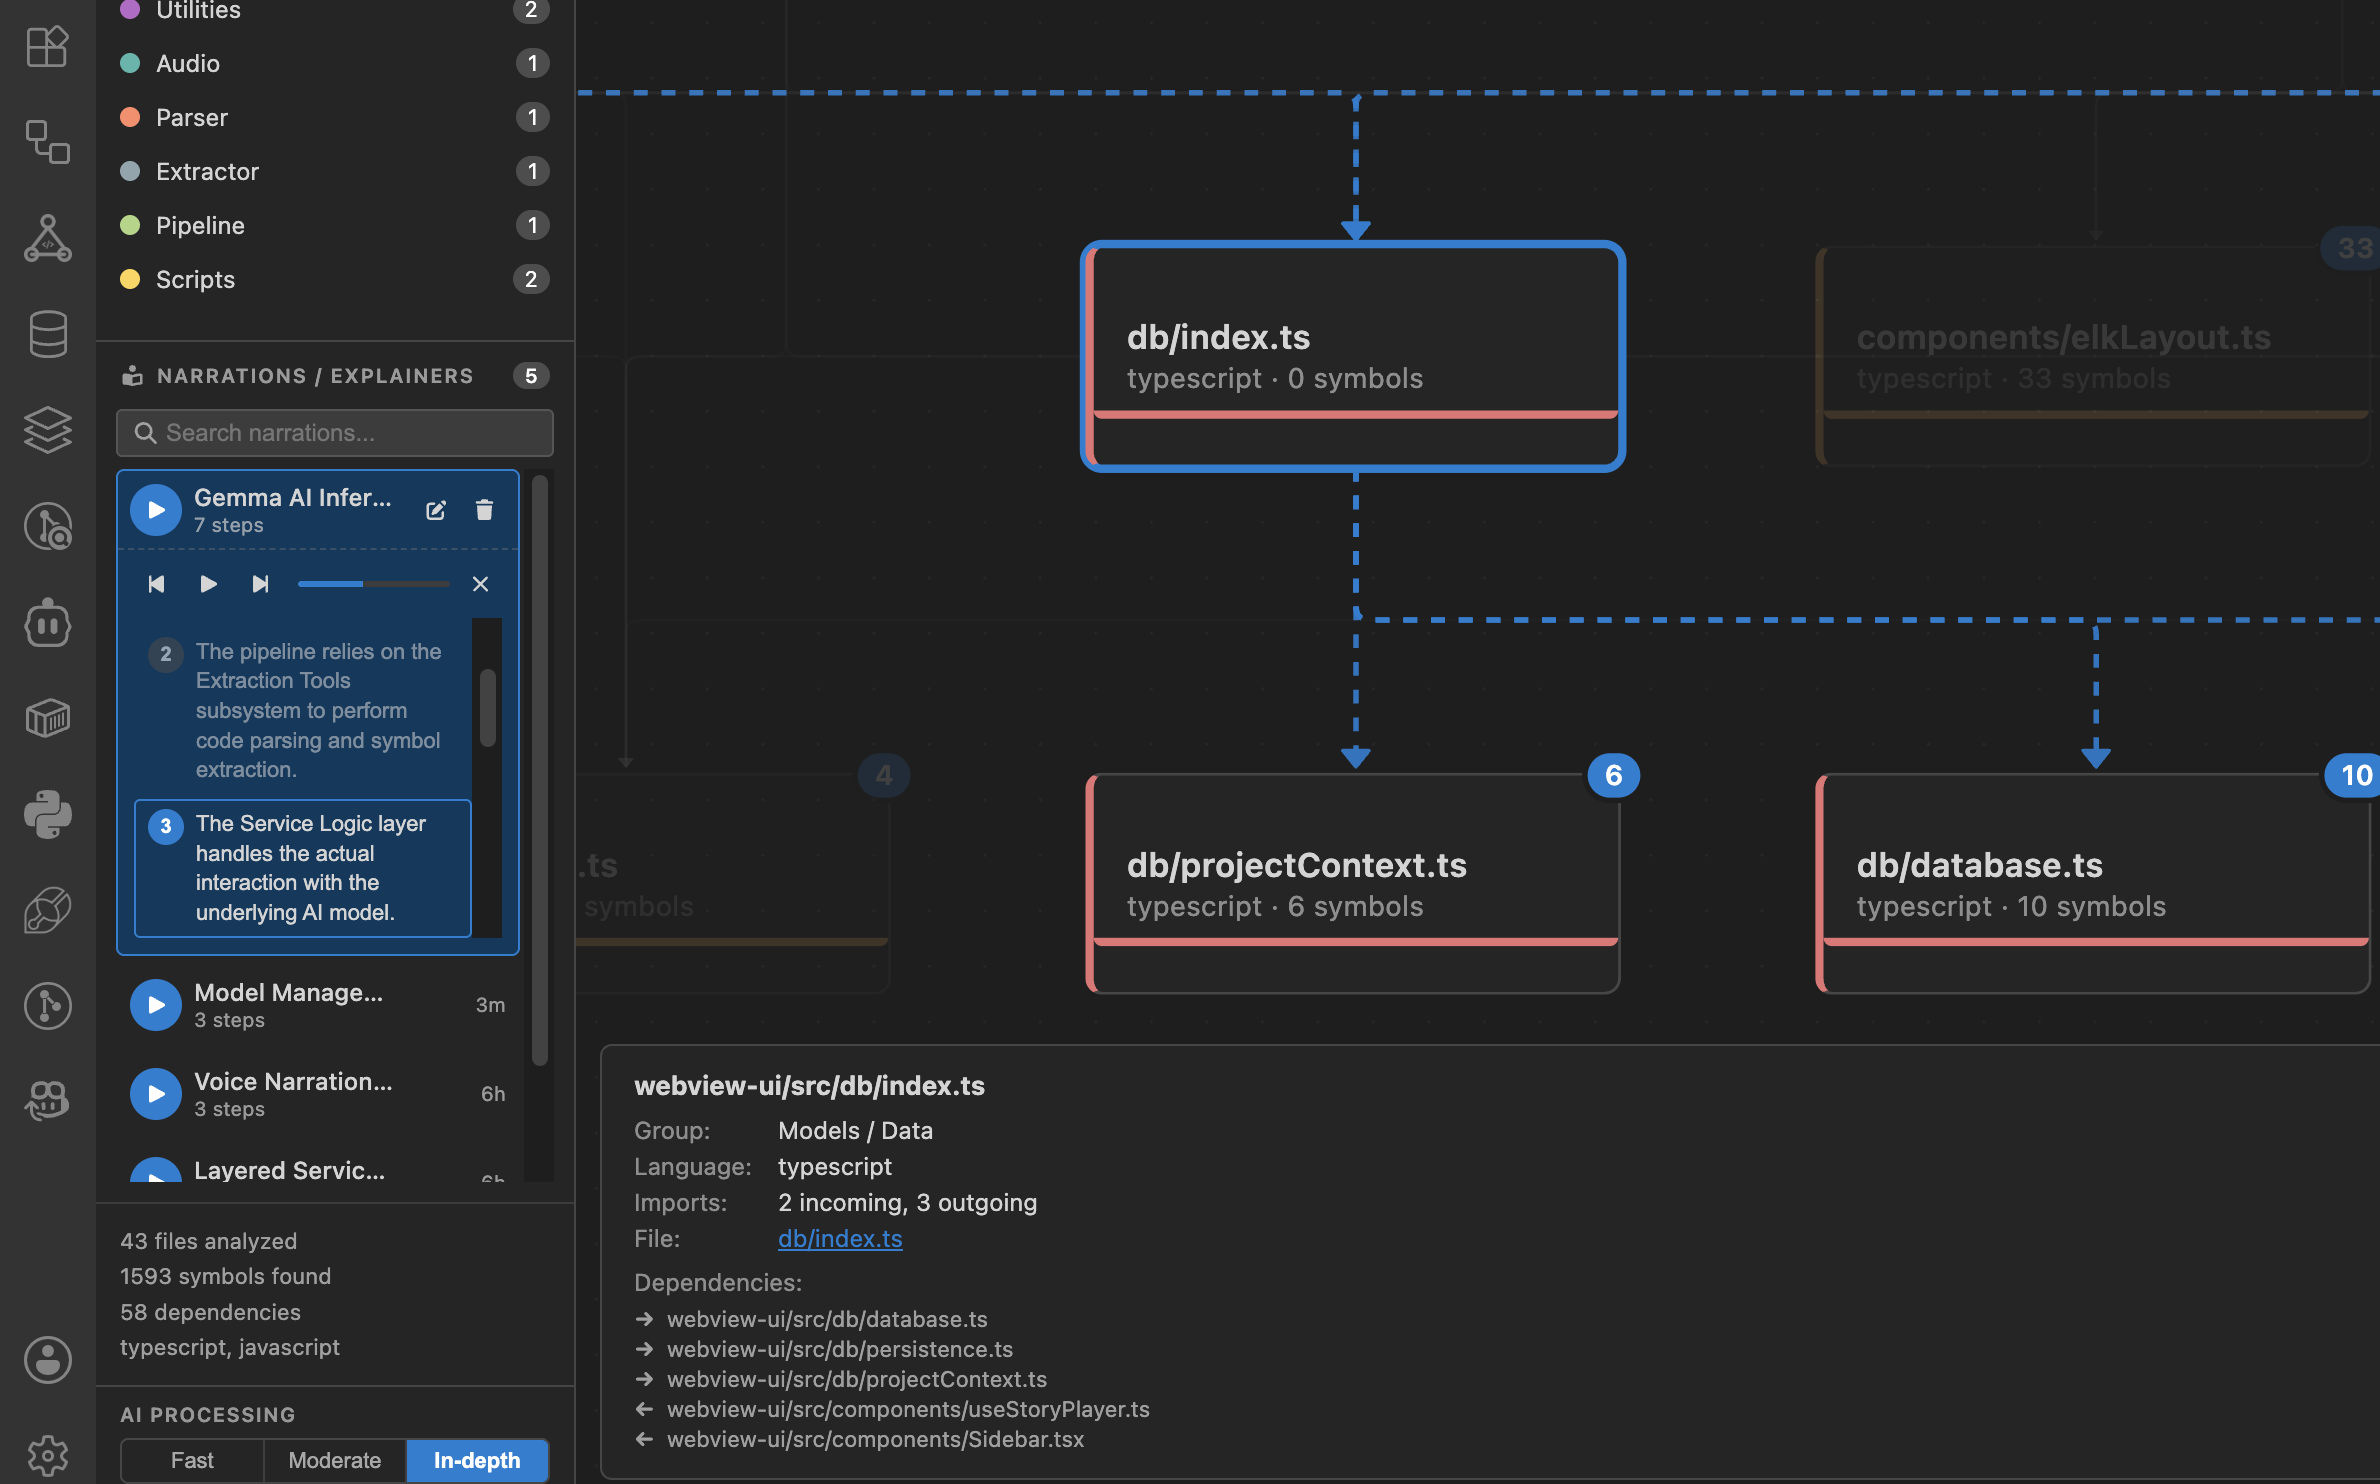 Utilities
2
Audio
1
Parser
1
Extractor
1
Pipeline
1
Scripts
2
NARRATIONS / EXPLAINERS
5
Search narrations...
Gemma AI Infer...
7 steps
2
The pipeline relies on the
Extraction Tools
subsystem to perform
code parsing and symbol
extraction.
3
The Service Logic layer
handles the actual
interaction with the
underlying AI model.
Model Manage...
3 steps
3m
Voice Narration...
3 steps
6h
Layered Servic...
6h
43 files analyzed
1593 symbols found
58 dependencies
typescript, javascript
AI PROCESSING
Fast
Moderate
In-depth
db/index.ts
typescript · 0 symbols
33
components/elkLayout.ts
typescript · 33 symbols
4
.ts
symbols
6
db/projectContext.ts
typescript · 6 symbols
10
db/database.ts
typescript · 10 symbols
webview-ui/src/db/index.ts
Group: Models / Data
Language: typescript
Imports: 2 incoming, 3 outgoing
File: db/index.ts
Dependencies:
→ webview-ui/src/db/database.ts
→ webview-ui/src/db/persistence.ts
→ webview-ui/src/db/projectContext.ts
← webview-ui/src/components/useStoryPlayer.ts
← webview-ui/src/components/Sidebar.tsx